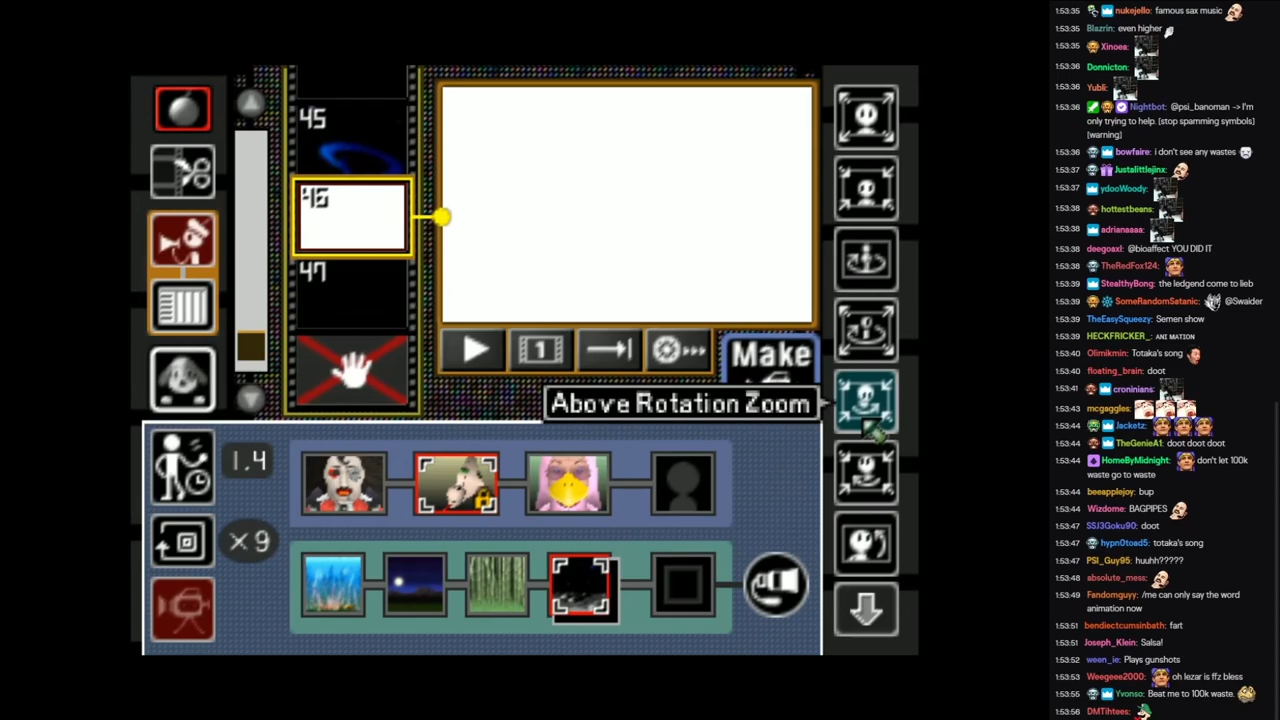 45
46
47
1
Make
Above Rotation Zoom
1.4
×9
1:53:35 nukejello: famous sax music
Blazrin: even higher
1:53:35 Xinoea:
Donnicton:
1:53:36 Yubli:
1:53:36 Nightbot: @psi_banoman -> I'm
only trying to help. [stop spamming symbols]
[warning]
1:53:36 bowfaire: i don't see any wastes
1:53:37 Justalittlejinx:
1:53:37 ydooWoody:
1:53:38 hottestbeans:
1:53:38 adrianaaaa:
1:53:38 deegoaxl: @bioaffect YOU DID IT
1:53:38 TheRedFox124:
1:53:39 StealthyBong: the ledgend come to lieb
1:53:39 SomeRandomSatanic: @Swaider
1:53:39 TheEasySqueezy: Semen show
1:53:39 HECKFRICKER_: ANIMATION
1:53:40 Olimikmin: Totaka's song
1:53:40 floating_brain: doot
1:53:41 croninians:
1:53:43 mcgaggles:
1:53:44 Jacketz:
1:53:44 TheGenieA1: doot doot doot
1:53:44 HomeByMidnight: don't let 100k
waste go to waste
1:53:44 beeapplejoy: bup
1:53:44 Wizdome: BAGPIPES
1:53:47 SSJ3Goku90: doot
1:53:47 hypn0toad5: totaka's song
1:53:47 PSI_Guy95: huuhh?????
1:53:48 absolute_mess:
1:53:49 Fandomguyy: /me can only say the word
animation now
1:53:51 bendiectcumsinbath: fart
1:53:51 Joseph_Klein: Salsa!
1:53:52 ween_ie: Plays gunshots
1:53:53 Weegeee2000: oh lezar is ffz bless
1:53:55 Yvonso: Beat me to 100k waste.
1:53:56 DMTihtees: